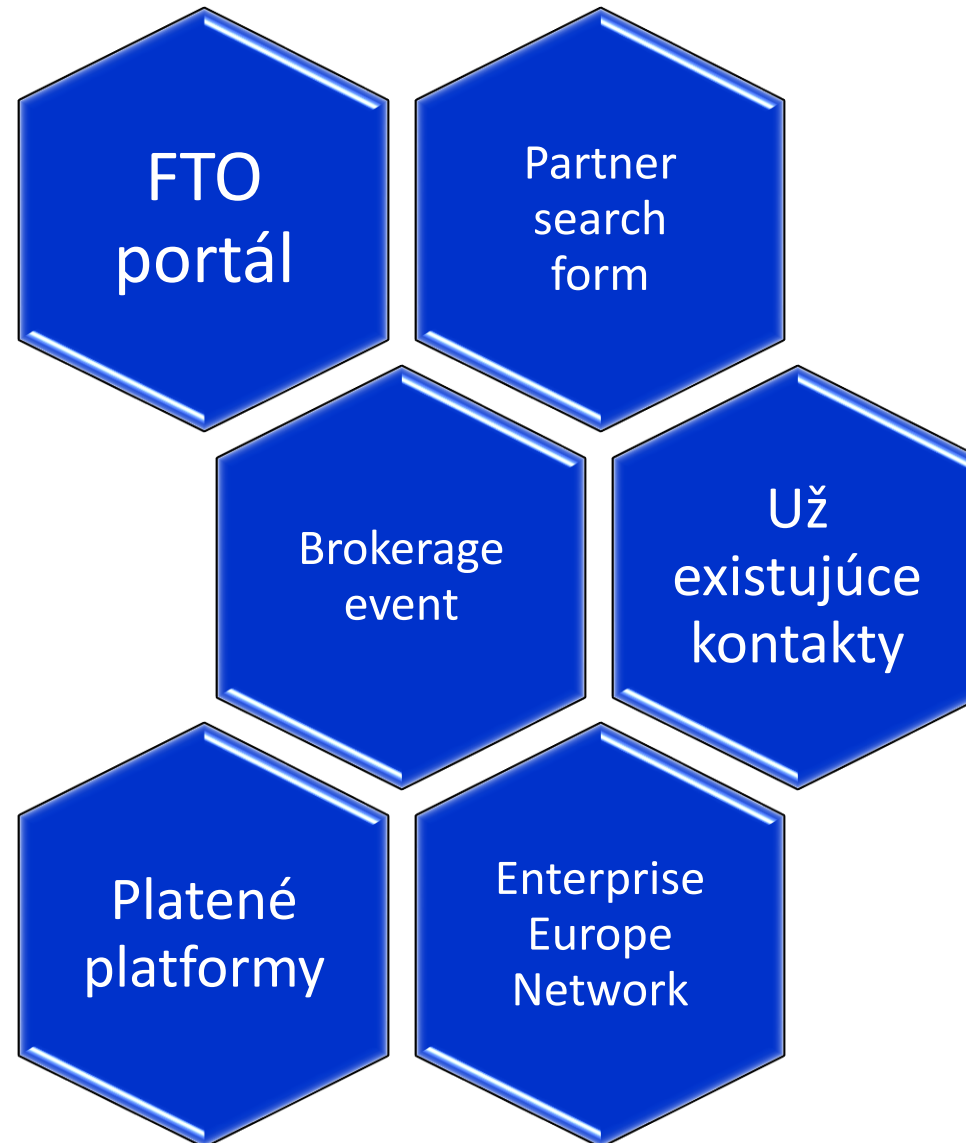 FTO
portál
Partner
search
form
Brokerage
event
Už
existujúce
kontakty
Platené
platformy
Enterprise
Europe
Network